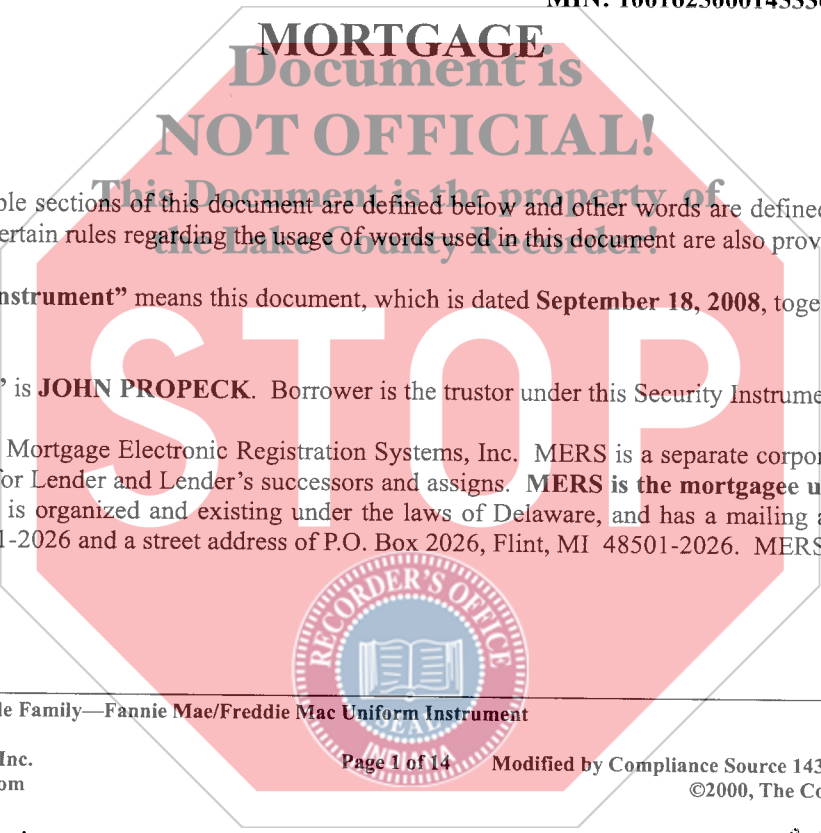 MIN:
MORTGAGE
Document is
NOT OFFICIAL!
This Document is the property of
the Lake County Recorder!
ble sections of this document are defined below and other words are defined
ertain rules regarding the usage of words used in this document are also prov
nstrument” means this document, which is dated September 18, 2008, toge
STOP
” is JOHN PROPECK. Borrower is the trustor under this Security Instrume
Mortgage Electronic Registration Systems, Inc. MERS is a separate corpor
for Lender and Lender’s successors and assigns. MERS is the mortgagee u
is organized and existing under the laws of Delaware, and has a mailing a
1-2026 and a street address of P.O. Box 2026, Flint, MI 48501-2026. MERS
RECORDER'S OFFICE
SEAL
INDIANA
le Family—Fannie Mae/Freddie Mac Uniform Instrument
Inc.
Page 1 of 14 Modified by Compliance Source 143
om
©2000, The Co